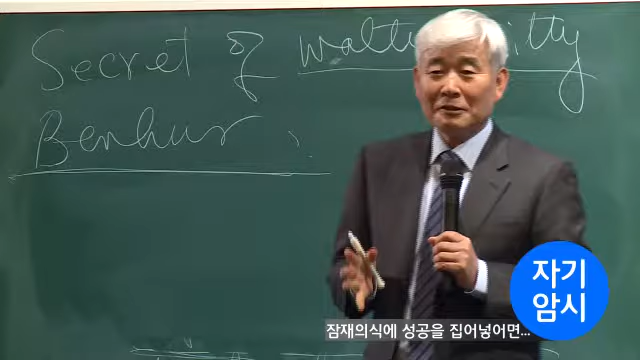 Secret of walter mitty
Benhur.
자기
암시
잠재의식에 성공을 집어넣어면...